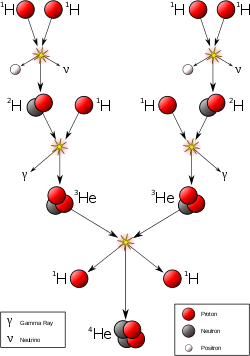 ¹H ¹H ¹H ¹H
ν ν
²H ¹H ¹H ²H
γ γ
³He ³He
¹H ¹H
⁴He
γ Gamma Ray
ν Neutrino
Proton
Neutron
Positron